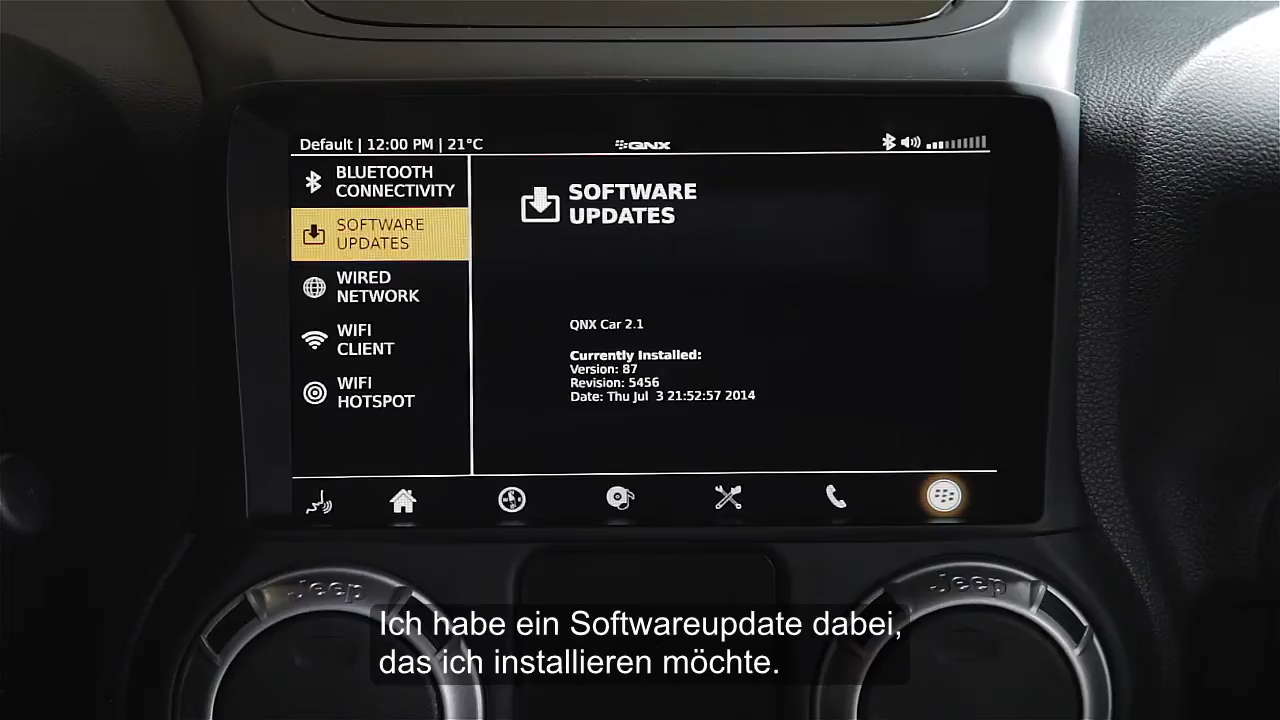 Default | 12:00 PM | 21°C
QNX
BLUETOOTH
CONNECTIVITY
SOFTWARE
UPDATES
WIRED
NETWORK
WIFI
CLIENT
WIFI
HOTSPOT
SOFTWARE
UPDATES
QNX Car 2.1
Currently Installed:
Version: 87
Revision: 5456
Date: Thu Jul 3 21:52:57 2014
Jeep
Jeep
Ich habe ein Softwareupdate dabei,
das ich installieren möchte.